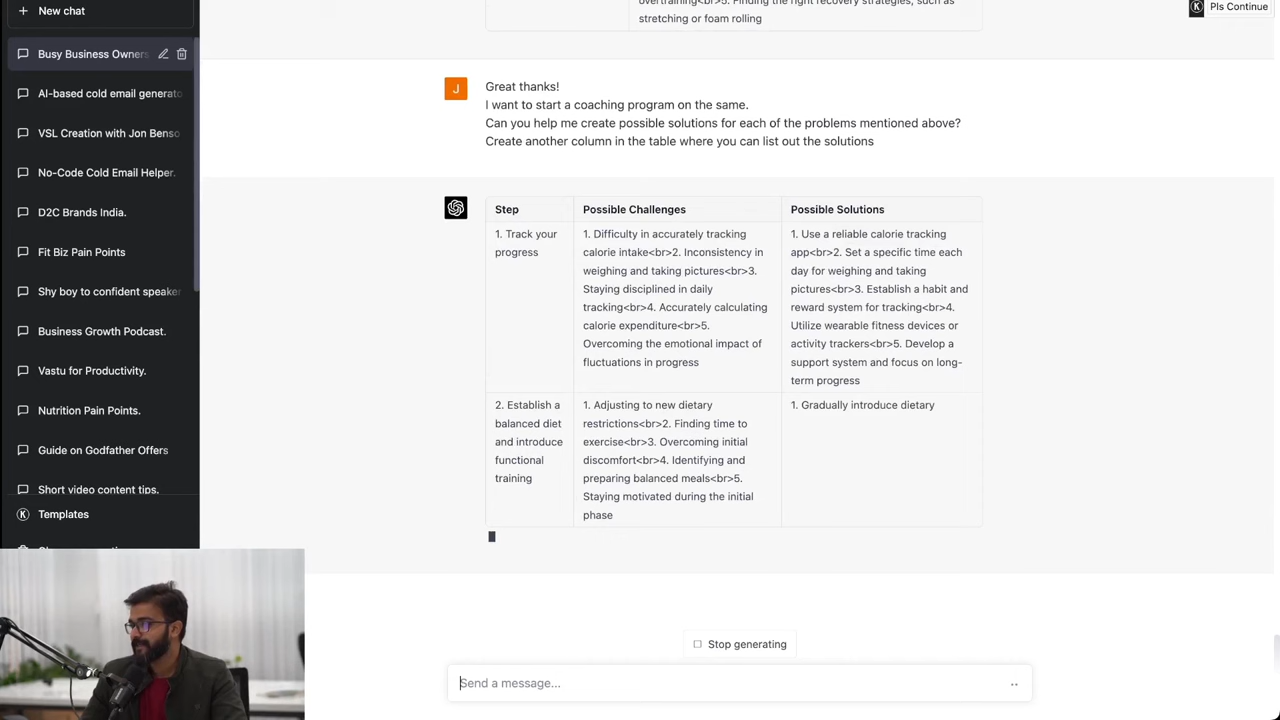 New chat
Busy Business Owners
AI-based cold email generato
VSL Creation with Jon Benso
No-Code Cold Email Helper.
D2C Brands India.
Fit Biz Pain Points
Shy boy to confident speaker
Business Growth Podcast.
Vastu for Productivity.
Nutrition Pain Points.
Guide on Godfather Offers
Short video content tips.
K Templates
overtraining<br>5. Finding the right recovery strategies, such as
stretching or foam rolling
K Pls Continue
J
Great thanks!
I want to start a coaching program on the same.
Can you help me create possible solutions for each of the problems mentioned above?
Create another column in the table where you can list out the solutions
Step
Possible Challenges
Possible Solutions
1. Track your
progress
1. Difficulty in accurately tracking
calorie intake<br>2. Inconsistency in
weighing and taking pictures<br>3.
Staying disciplined in daily
tracking<br>4. Accurately calculating
calorie expenditure<br>5.
Overcoming the emotional impact of
fluctuations in progress
1. Use a reliable calorie tracking
app<br>2. Set a specific time each
day for weighing and taking
pictures<br>3. Establish a habit and
reward system for tracking<br>4.
Utilize wearable fitness devices or
activity trackers<br>5. Develop a
support system and focus on long-
term progress
2. Establish a
balanced diet
and introduce
functional
training
1. Adjusting to new dietary
restrictions<br>2. Finding time to
exercise<br>3. Overcoming initial
discomfort<br>4. Identifying and
preparing balanced meals<br>5.
Staying motivated during the initial
phase
1. Gradually introduce dietary
Stop generating
Send a message...